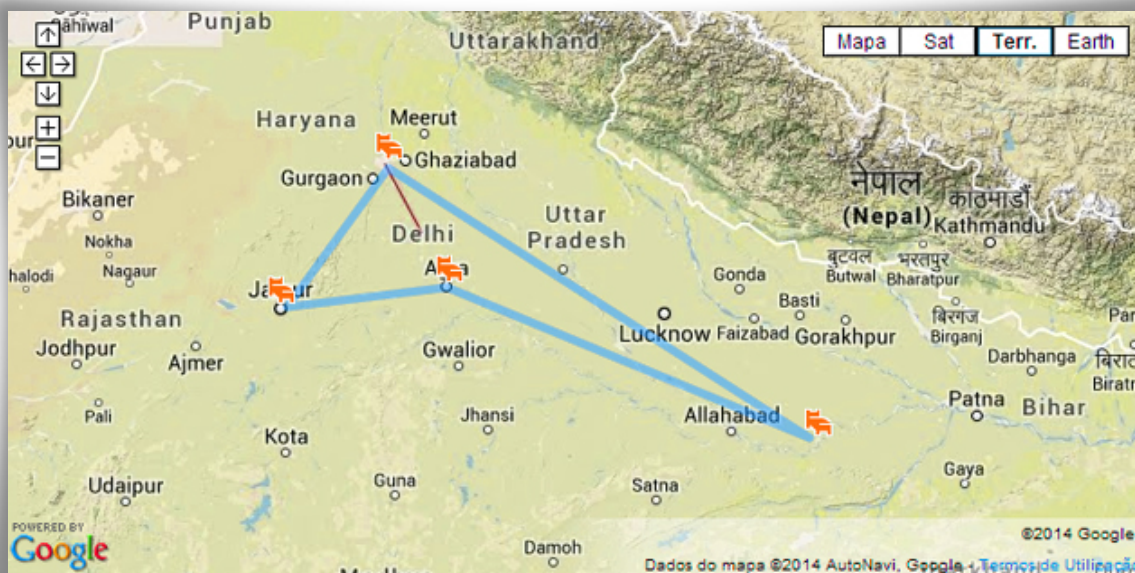 Sahiwal
Punjab
Uttarakhand
Mapa Sat Terr. Earth
Haryana
Meerut
Ghaziabad
Gurgaon
Bikaner
नेपाल
(Nepal)
काठमाडौं
Kathmandu
Nokha
Nagaur
Delhi
Uttar
Pradesh
बुटवल
Butwal
भरतपुर
Bharatpur
Gonda
Basti
Rajasthan
Lucknow
Faizabad
Gorakhpur
बिरगंज
Birganj
Jodhpur
Ajmer
Gwalior
Darbhanga
Pali
Jhansi
Allahabad
Patna
Bihar
Kota
Guna
Satna
Gaya
Udaipur
POWERED BY
Google
Damoh
©2014 Google
Dados do mapa ©2014 AutoNavi, Google - Termos de Utilização